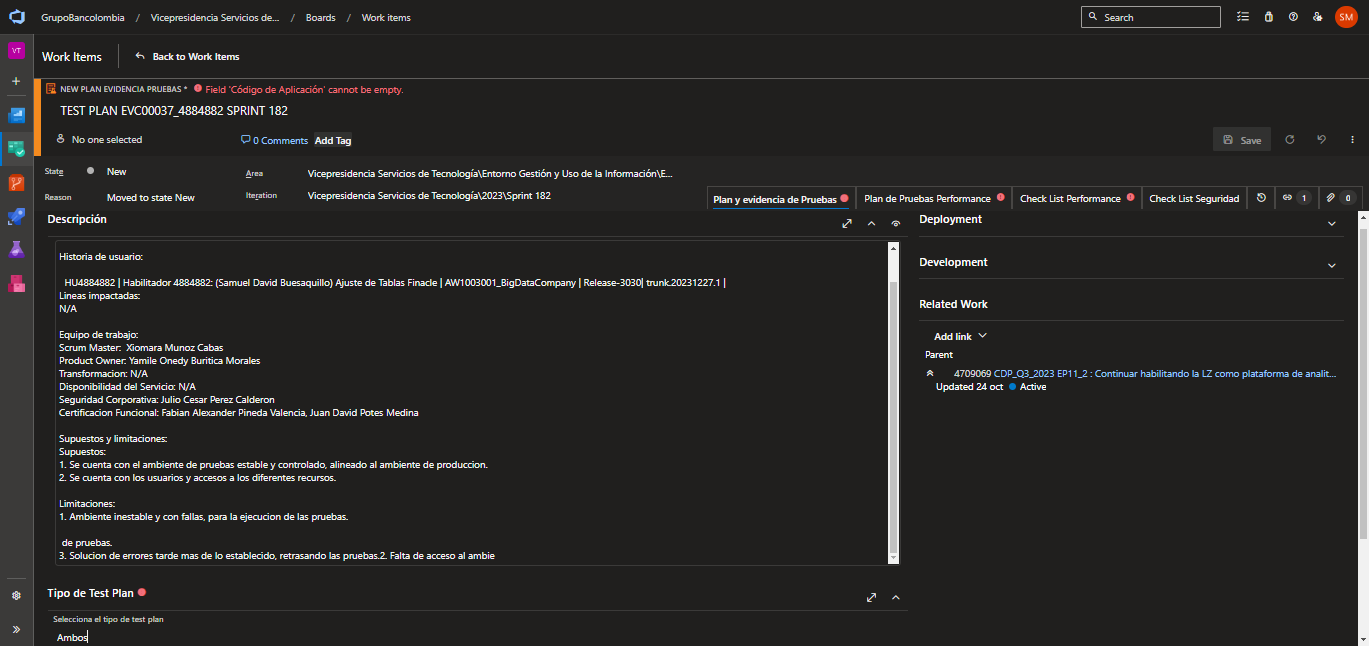 GrupoBancolombia / Vicepresidencia Servicios de... / Boards / Work items
Search
SM
VT
Work Items
Back to Work Items
NEW PLAN EVIDENCIA PRUEBAS * Field 'Código de Aplicación' cannot be empty.
TEST PLAN EVC00037_4884882 SPRINT 182
No one selected
0 Comments
Add Tag
Save
State
New
Area
Vicepresidencia Servicios de Tecnología\Entorno Gestión y Uso de la Información\E...
Reason
Moved to state New
Iteration
Vicepresidencia Servicios de Tecnología\2023\Sprint 182
Plan y evidencia de Pruebas
Plan de Pruebas Performance
Check List Performance
Check List Seguridad
1
0
Descripción
Historia de usuario:
HU4884882 | Habilitador 4884882: (Samuel David Buesaquillo) Ajuste de Tablas Finacle | AW1003001_BigDataCompany | Release-3030| trunk.20231227.1 |
Lineas impactadas:
N/A
Equipo de trabajo:
Scrum Master: Xiomara Munoz Cabas
Product Owner: Yamile Onedy Buritica Morales
Transformacion: N/A
Disponibilidad del Servicio: N/A
Seguridad Corporativa: Julio Cesar Perez Calderon
Certificacion Funcional: Fabian Alexander Pineda Valencia, Juan David Potes Medina
Supuestos y limitaciones:
Supuestos:
1. Se cuenta con el ambiente de pruebas estable y controlado, alineado al ambiente de produccion.
2. Se cuenta con los usuarios y accesos a los diferentes recursos.
Limitaciones:
1. Ambiente inestable y con fallas, para la ejecucion de las pruebas.
de pruebas.
3. Solucion de errores tarde mas de lo establecido, retrasando las pruebas.2. Falta de acceso al ambie
Tipo de Test Plan
Selecciona el tipo de test plan
Ambos
Deployment
Development
Related Work
Add link
Parent
4709069 CDP_Q3_2023 EP11_2 : Continuar habilitando la LZ como plataforma de analit...
Updated 24 oct
Active